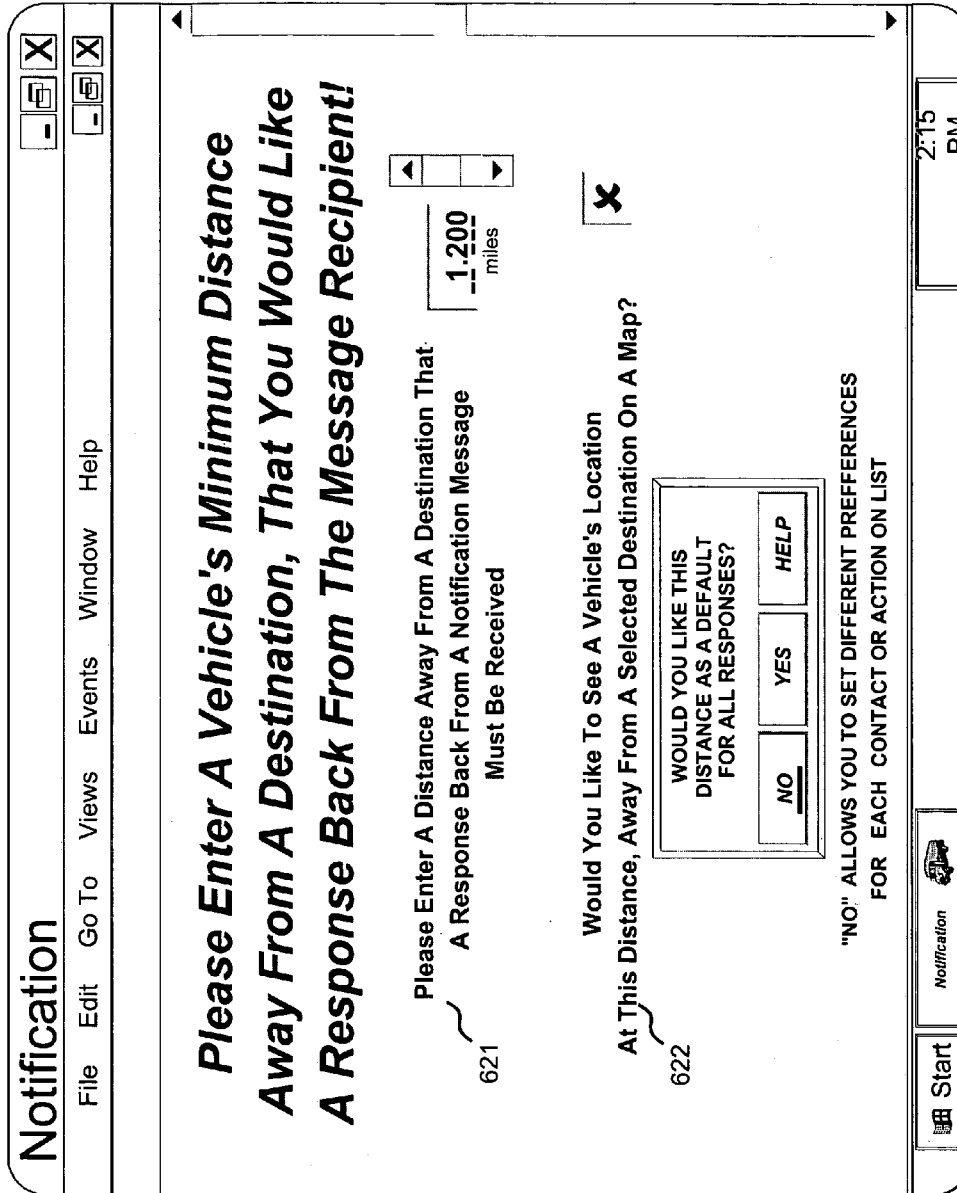 Notification
File Edit Go To Views Events Window Help
Please Enter A Vehicle's Minimum Distance
Away From A Destination, That You Would Like
A Response Back From The Message Recipient!
Please Enter A Distance Away From A Destination That
A Response Back From A Notification Message
Must Be Received
1.200
miles
621
Would You Like To See A Vehicle's Location
At This Distance, Away From A Selected Destination On A Map?
622
WOULD YOU LIKE THIS
DISTANCE AS A DEFAULT
FOR ALL RESPONSES?
NO YES HELP
"NO" ALLOWS YOU TO SET DIFFERENT PREFFERENCES
FOR EACH CONTACT OR ACTION ON LIST
Start Notification 2:15
PM